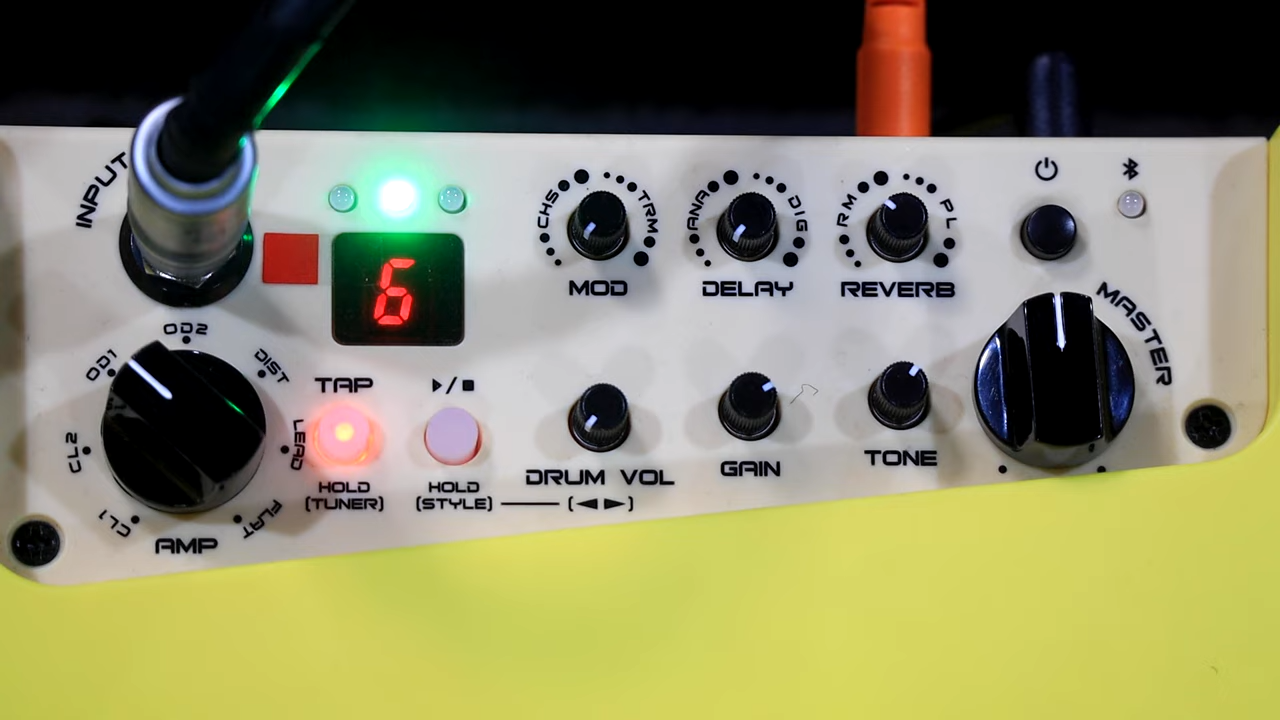 INPUT
6
CHS
TRM
MOD
ANA
DIG
DELAY
RM
PL
REVERB
MASTER
OD1
OD2
DIST
LEAD
FLAT
CL2
CL1
AMP
TAP
HOLD
(TUNER)
HOLD
(STYLE)
DRUM VOL
GAIN
TONE